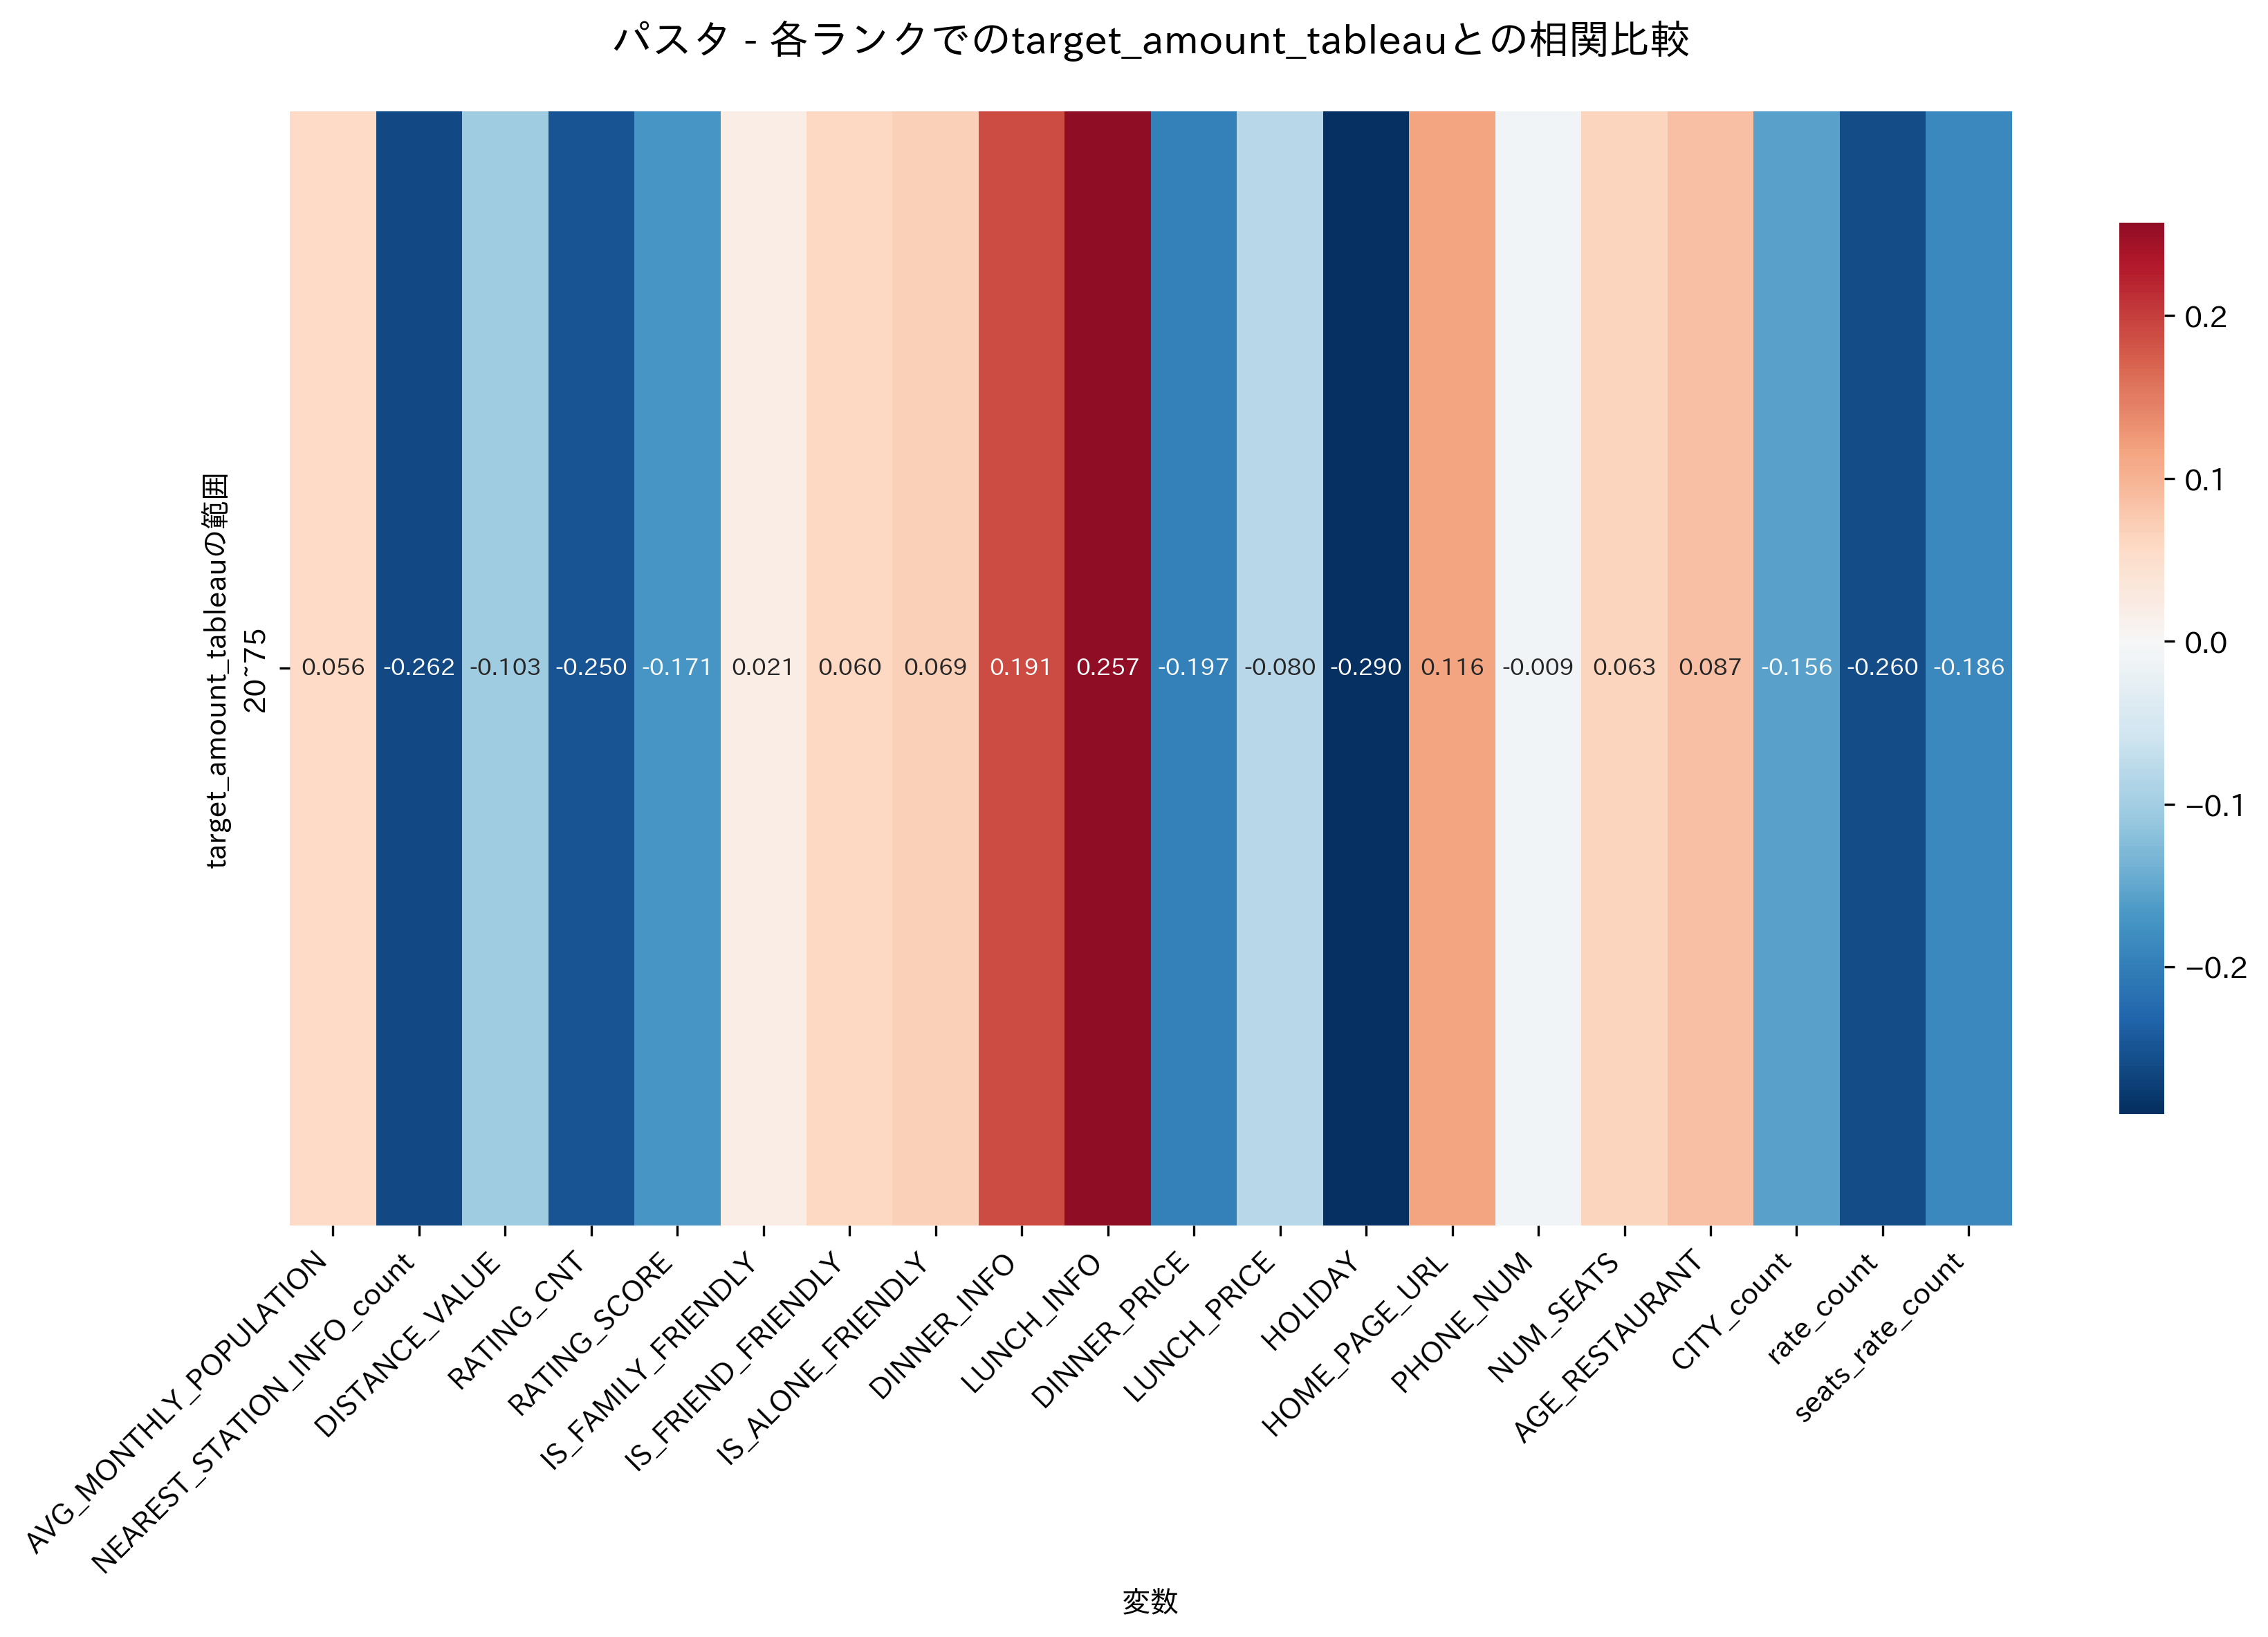 パスタ - 各ランクでのtarget_amount_tableauとの相関比較
target_amount_tableauの範囲
20~75
0.056 -0.262 -0.103 -0.250 -0.171 0.021 0.060 0.069 0.191 0.257 -0.197 -0.080 -0.290 0.116 -0.009 0.063 0.087 -0.156 -0.260 -0.186
AVG_MONTHLY_POPULATION
NEAREST_STATION_INFO_count
DISTANCE_VALUE
RATING_CNT
RATING_SCORE
IS_FAMILY_FRIENDLY
IS_FRIEND_FRIENDLY
IS_ALONE_FRIENDLY
DINNER_INFO
LUNCH_INFO
DINNER_PRICE
LUNCH_PRICE
HOLIDAY
HOME_PAGE_URL
PHONE_NUM
NUM_SEATS
AGE_RESTAURANT
CITY_count
rate_count
seats_rate_count
変数
0.2
0.1
0.0
−0.1
−0.2